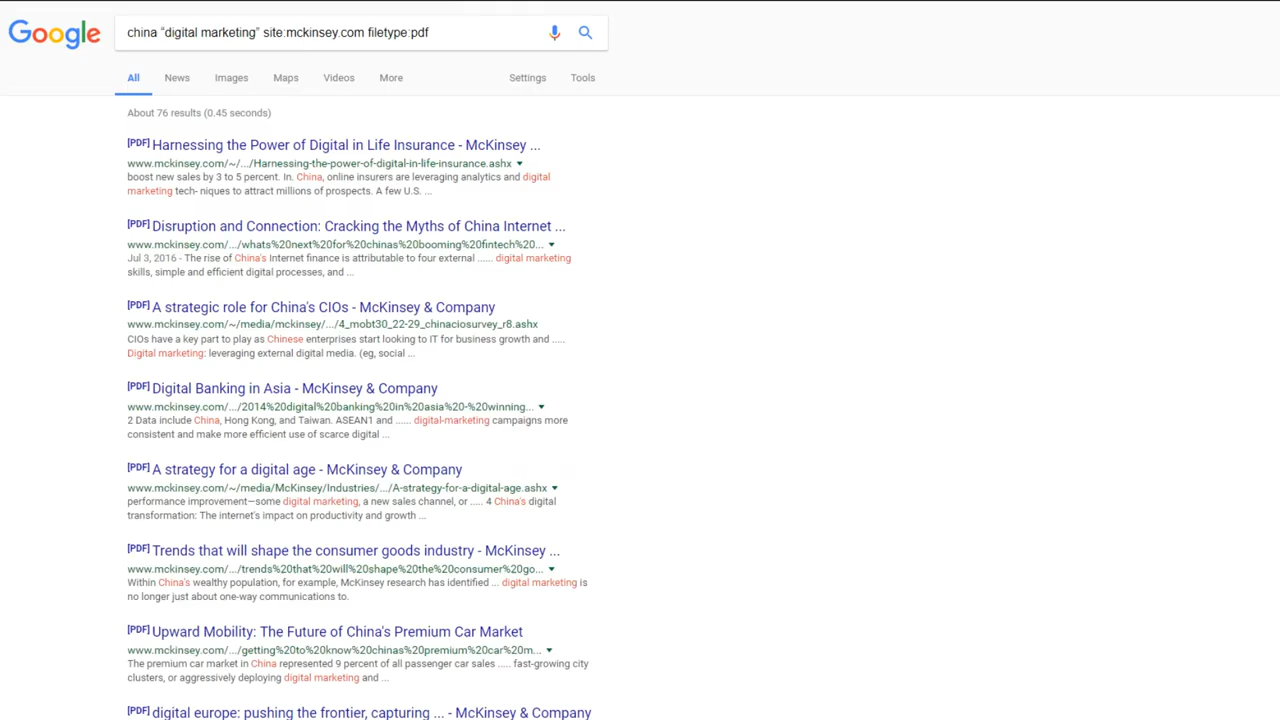 Google
china “digital marketing” site:mckinsey.com filetype:pdf
All News Images Maps Videos More Settings Tools
About 76 results (0.45 seconds)
[PDF] Harnessing the Power of Digital in Life Insurance - McKinsey ...
www.mckinsey.com/~/.../Harnessing-the-power-of-digital-in-life-insurance.ashx
boost new sales by 3 to 5 percent. In. China, online insurers are leveraging analytics and digital
marketing tech- niques to attract millions of prospects. A few U.S. ...
[PDF] Disruption and Connection: Cracking the Myths of China Internet ...
www.mckinsey.com/.../whats%20next%20for%20chinas%20booming%20fintech%20...
Jul 3, 2016 - The rise of China's Internet finance is attributable to four external ...... digital marketing
skills, simple and efficient digital processes, and ...
[PDF] A strategic role for China's CIOs - McKinsey & Company
www.mckinsey.com/~/media/mckinsey/.../4_mobt30_22-29_chinaciosurvey_r8.ashx
CIOs have a key part to play as Chinese enterprises start looking to IT for business growth and .....
Digital marketing: leveraging external digital media. (eg, social ...
[PDF] Digital Banking in Asia - McKinsey & Company
www.mckinsey.com/.../2014%20digital%20banking%20in%20asia%20-%20winning...
2 Data include China, Hong Kong, and Taiwan. ASEAN1 and ...... digital-marketing campaigns more
consistent and make more efficient use of scarce digital ...
[PDF] A strategy for a digital age - McKinsey & Company
www.mckinsey.com/~/media/McKinsey/Industries/.../A-strategy-for-a-digital-age.ashx
performance improvement—some digital marketing, a new sales channel, or ..... 4 China's digital
transformation: The internet's impact on productivity and growth ...
[PDF] Trends that will shape the consumer goods industry - McKinsey ...
www.mckinsey.com/.../trends%20that%20will%20shape%20the%20consumer%20go...
Within China's wealthy population, for example, McKinsey research has identified ... digital marketing is
no longer just about one-way communications to.
[PDF] Upward Mobility: The Future of China's Premium Car Market
www.mckinsey.com/.../getting%20to%20know%20chinas%20premium%20car%20m...
The premium car market in China represented 9 percent of all passenger car sales ..... fast-growing city
clusters, or aggressively deploying digital marketing and ...
[PDF] digital europe: pushing the frontier, capturing ... - McKinsey & Company